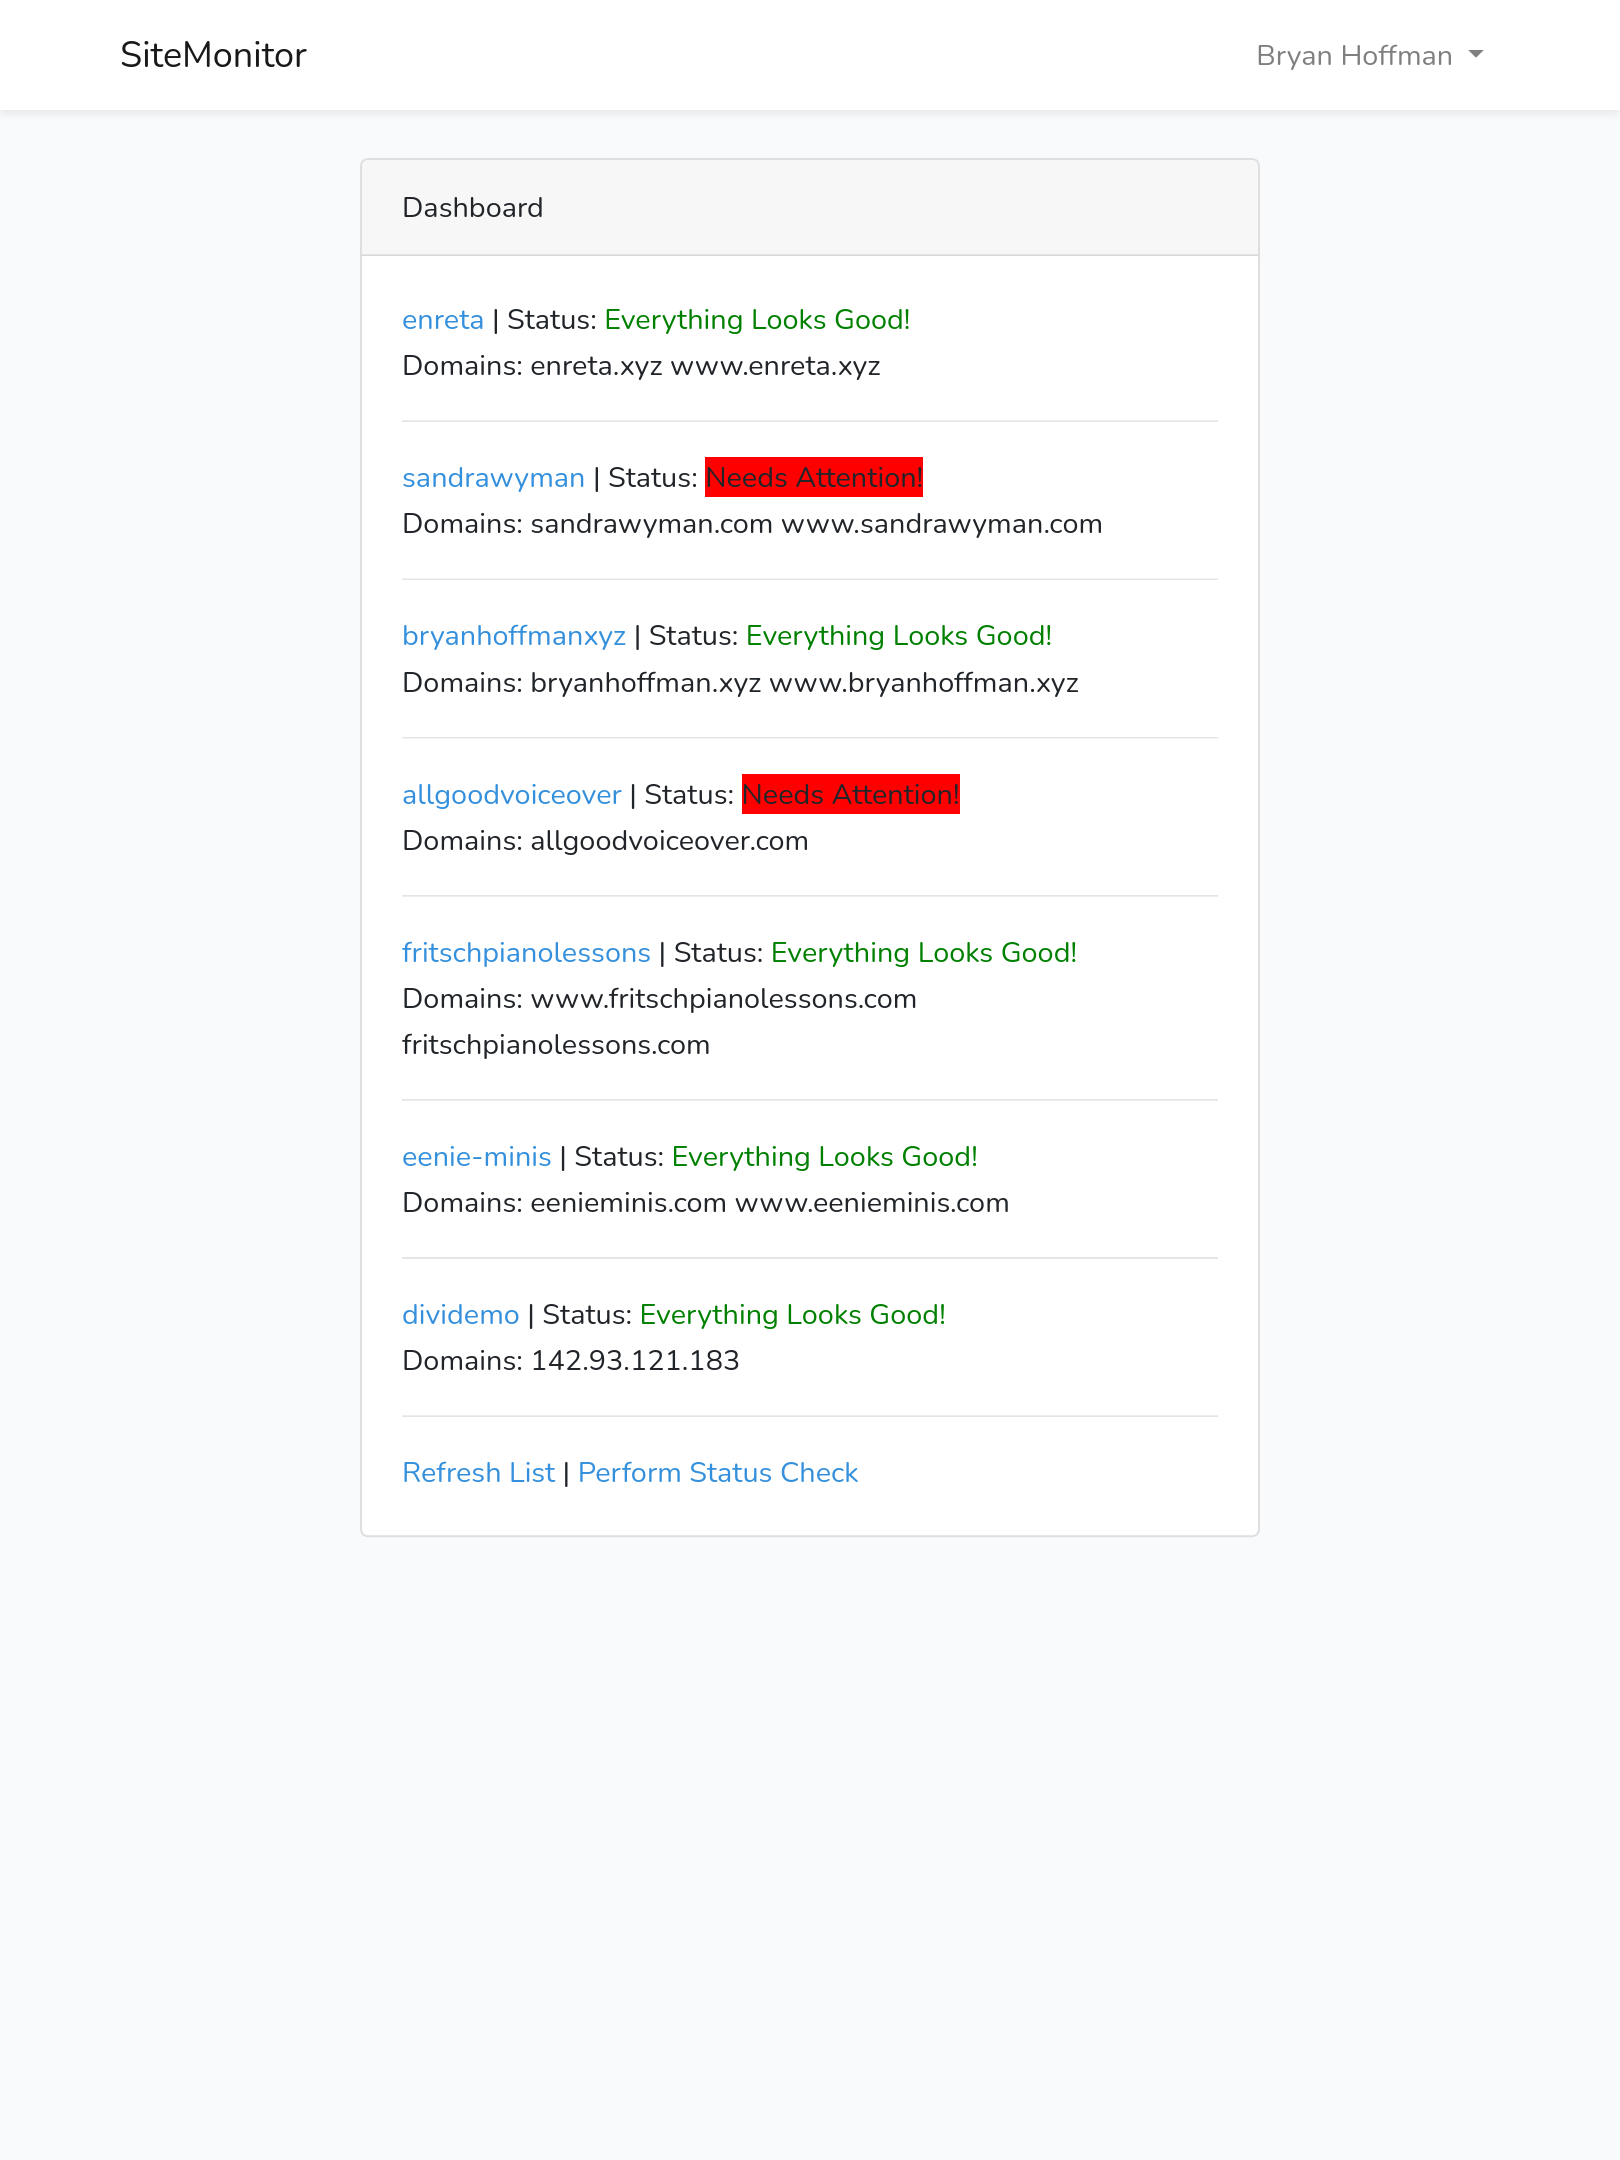 SiteMonitor
Bryan Hoffman
Dashboard
enreta | Status: Everything Looks Good!
Domains: enreta.xyz www.enreta.xyz
sandrawyman | Status: Needs Attention!
Domains: sandrawyman.com www.sandrawyman.com
bryanhoffmanxyz | Status: Everything Looks Good!
Domains: bryanhoffman.xyz www.bryanhoffman.xyz
allgoodvoiceover | Status: Needs Attention!
Domains: allgoodvoiceover.com
fritschpianolessons | Status: Everything Looks Good!
Domains: www.fritschpianolessons.com
fritschpianolessons.com
eenie-minis | Status: Everything Looks Good!
Domains: eenieminis.com www.eenieminis.com
dividemo | Status: Everything Looks Good!
Domains: 142.93.121.183
Refresh List | Perform Status Check